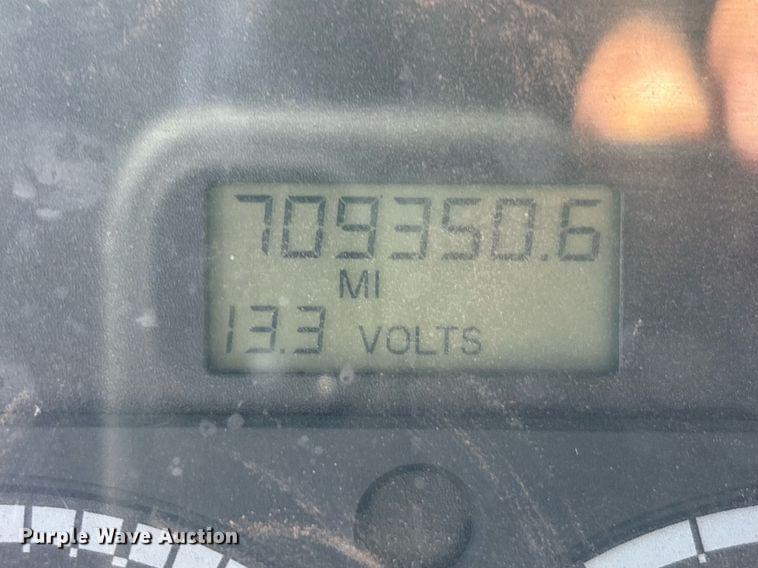 709350.6
MI
13.3 VOLTS
Purple Wave Auction